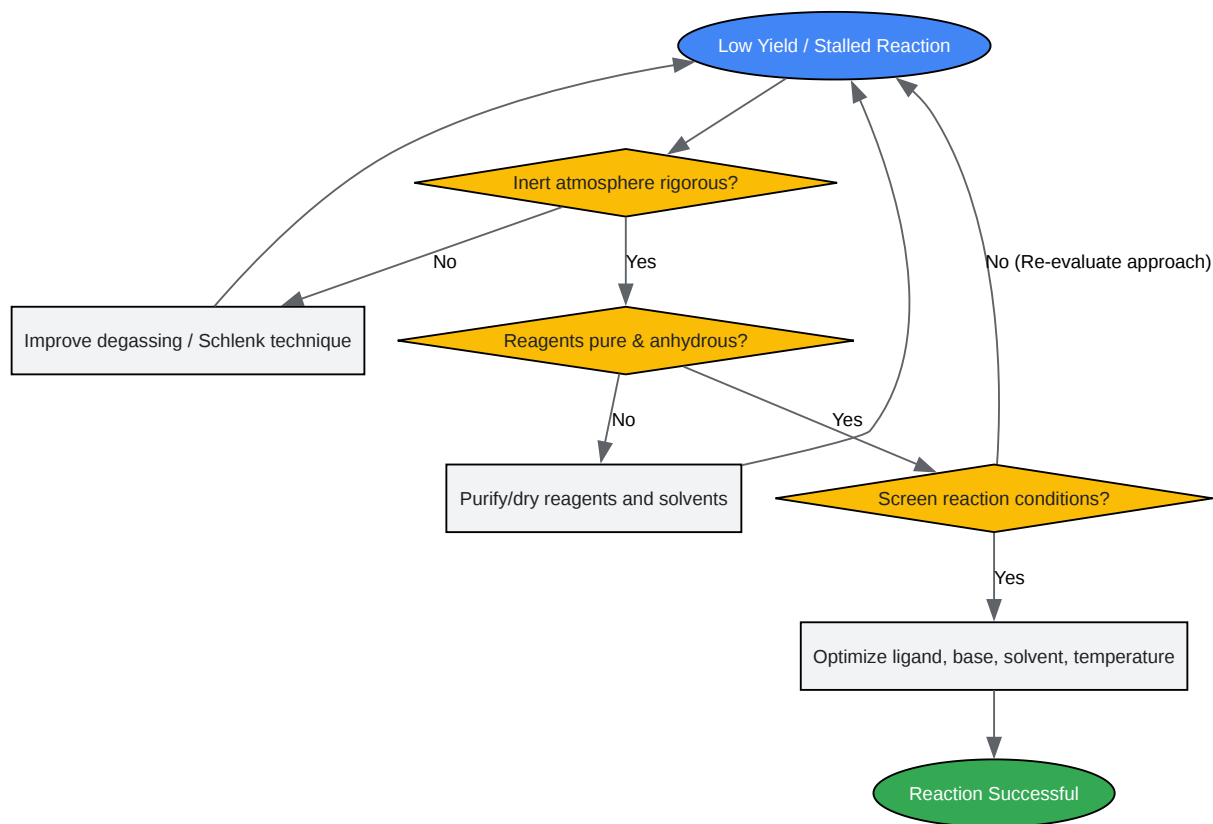 Low Yield / Stalled Reaction
Inert atmosphere rigorous?
No
Yes
No (Re-evaluate approach)
Improve degassing / Schlenk technique
Reagents pure & anhydrous?
No
Yes
Purify/dry reagents and solvents
Screen reaction conditions?
Yes
Optimize ligand, base, solvent, temperature
Reaction Successful